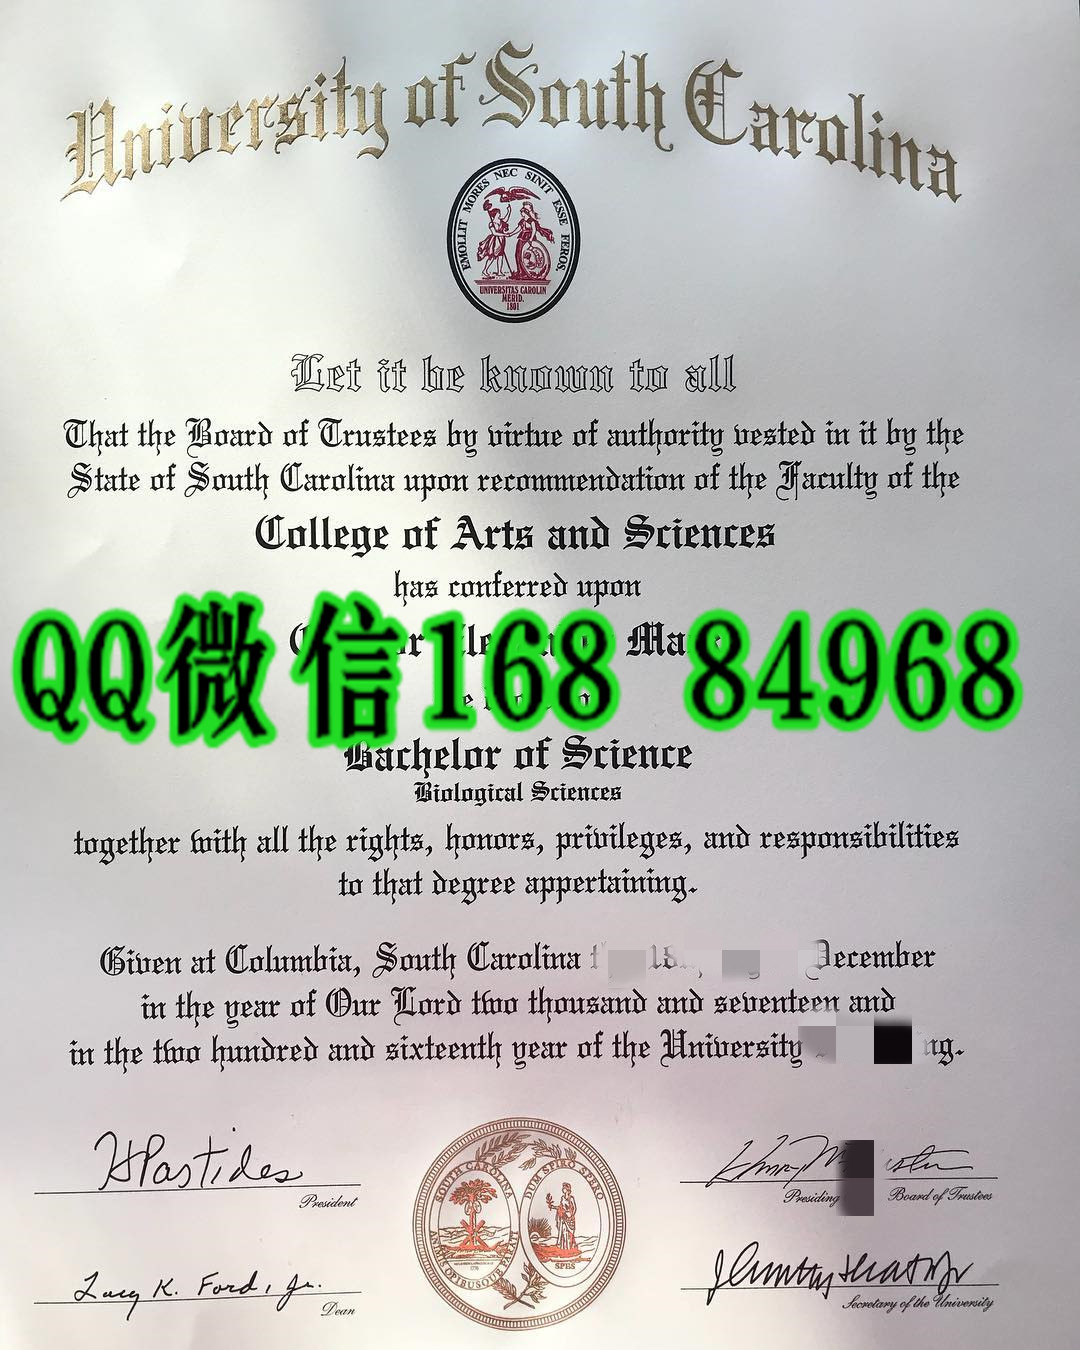 University of South Carolina
EMOLLIT MORES NEC SINIT ESSE FEROS.
UNIVERSITAS CAROLIN
MERID.
1801
Let it be known to all
That the Board of Trustees by virtue of authority vested in it by the
State of South Carolina upon recommendation of the Faculty of the
College of Arts and Sciences
has conferred upon
QQ微信168 84968
Bachelor of Science
Biological Sciences
together with all the rights, honors, privileges, and responsibilities
to that degree appertaining.
Given at Columbia, South Carolina December
in the year of Our Lord two thousand and seventeen and
in the two hundred and sixteenth year of the University
HPastides
President
Presiding Board of Trustees
SOUTH CAROLINA DUM SPIRO SPERO
ANIMIS OPIBUSQUE PARATI
SPES
Lacy K. Ford, Jr.
Dean
Secretary of the University